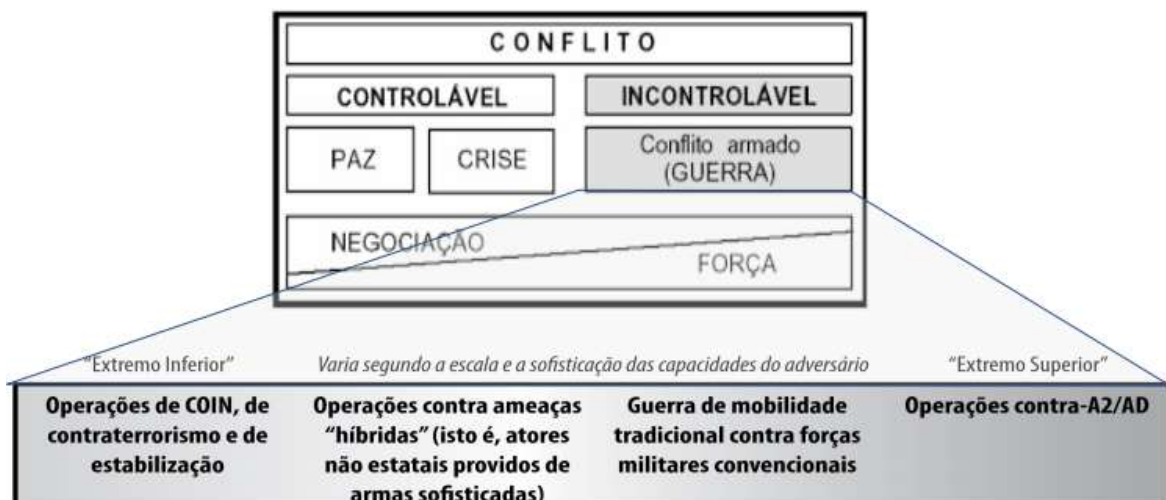 CONFLITO
CONTROLÁVEL INCONTROLÁVEL
PAZ CRISE Conflito armado
(GUERRA)
NEGOCIAÇÃO
FORÇA
"Extremo Inferior" Varia segundo a escala e a sofisticação das capacidades do adversário "Extremo Superior"
Operações de COIN, de
contraterrorismo e de
estabilização
Operações contra ameaças
"híbridas" (isto é, atores
não estatais providos de
armas sofisticadas)
Guerra de mobilidade
tradicional contra forças
militares convencionais
Operações contra-A2/AD